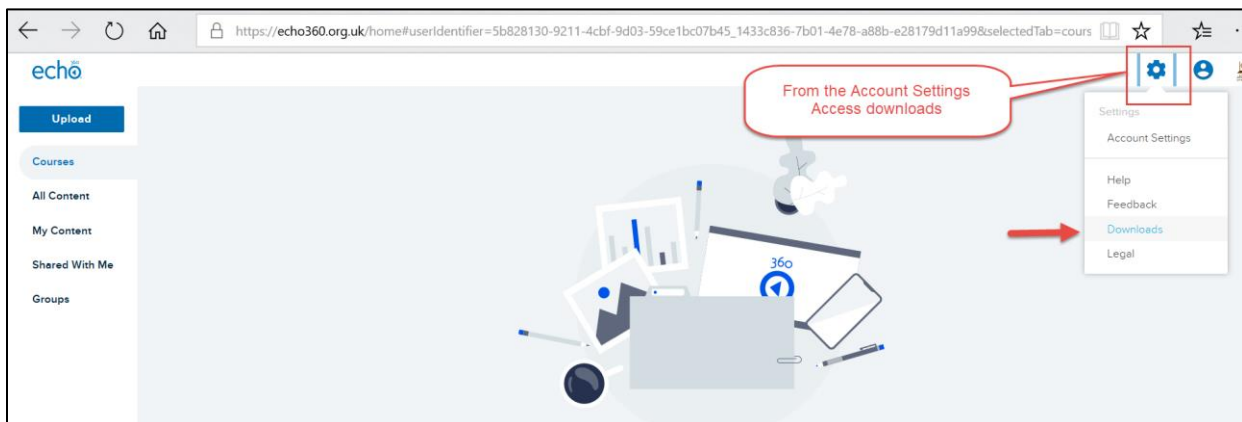 https://echo360.org.uk/home#userIdentifier=5b828130-9211-4cbf-9d03-59ce1bc07b45_1433c836-7b01-4e78-a88b-e28179d11a99&selectedTab=cours
echo
360
From the Account Settings
Access downloads
Upload
Courses
All Content
My Content
Shared With Me
Groups
360
Settings
Account Settings
Help
Feedback
Downloads
Legal